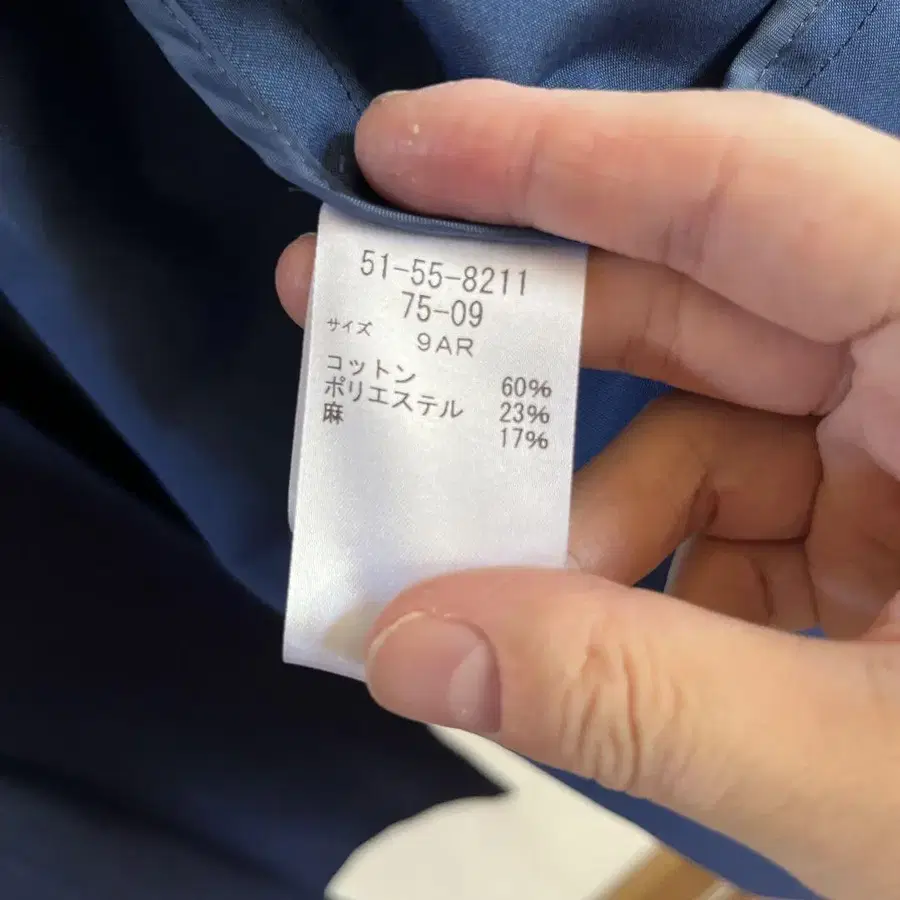 51-55-8211
75-09
サイズ 9AR
コットン 60%
ポリエステル 23%
麻 17%